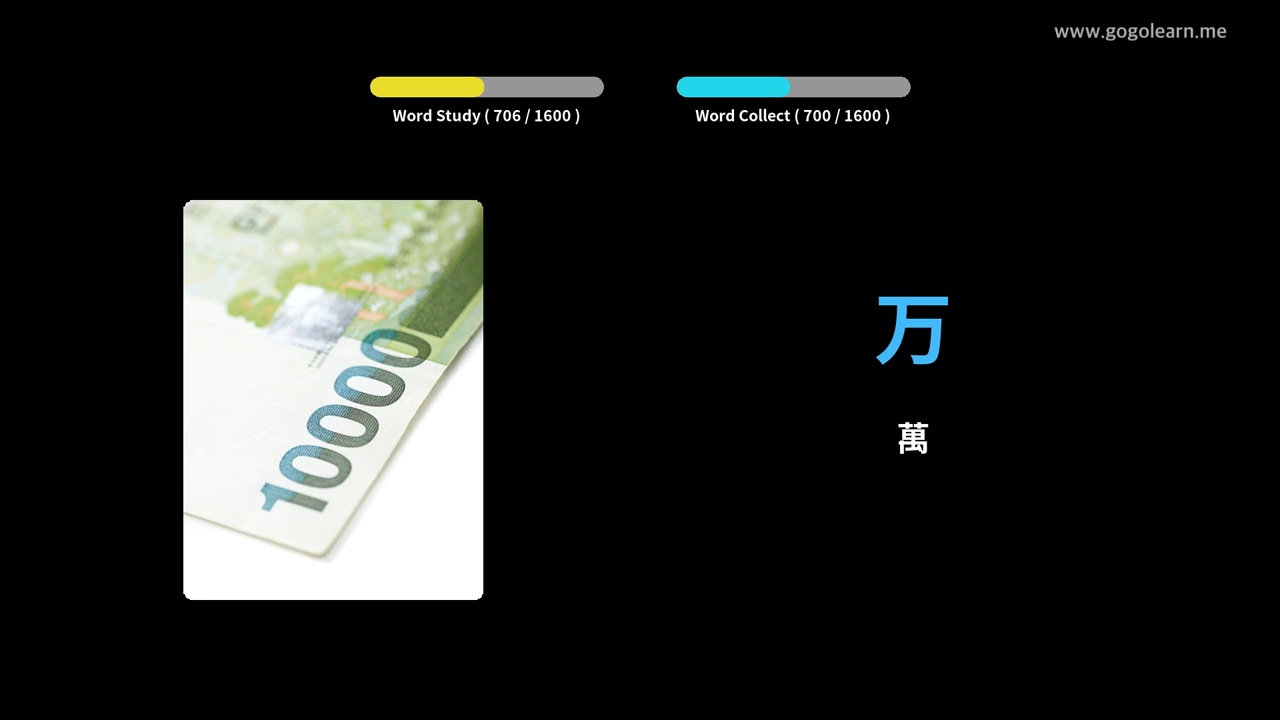 www.gogolearn.me
Word Study ( 706 / 1600 )
Word Collect ( 700 / 1600 )
10000
万
萬